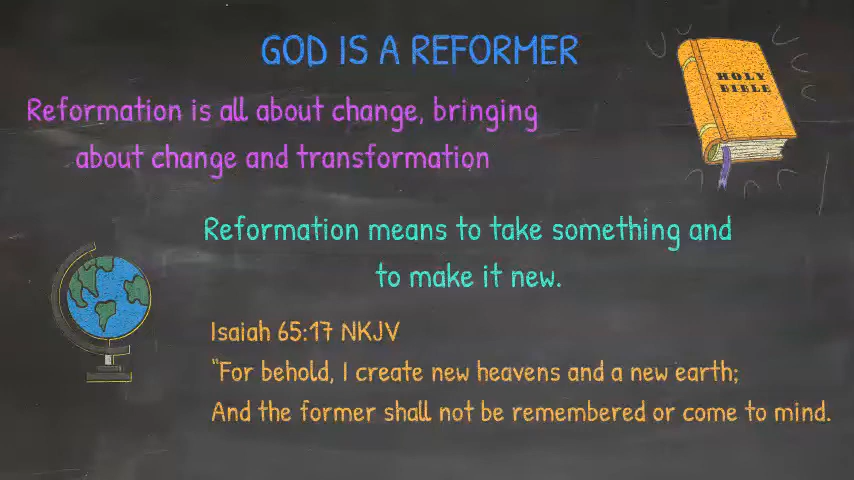 GOD IS A REFORMER
HOLY
BIBLE
Reformation is all about change, bringing
about change and transformation
Reformation means to take something and
to make it new.
Isaiah 65:17 NKJV
"For behold, I create new heavens and a new earth;
And the former shall not be remembered or come to mind.